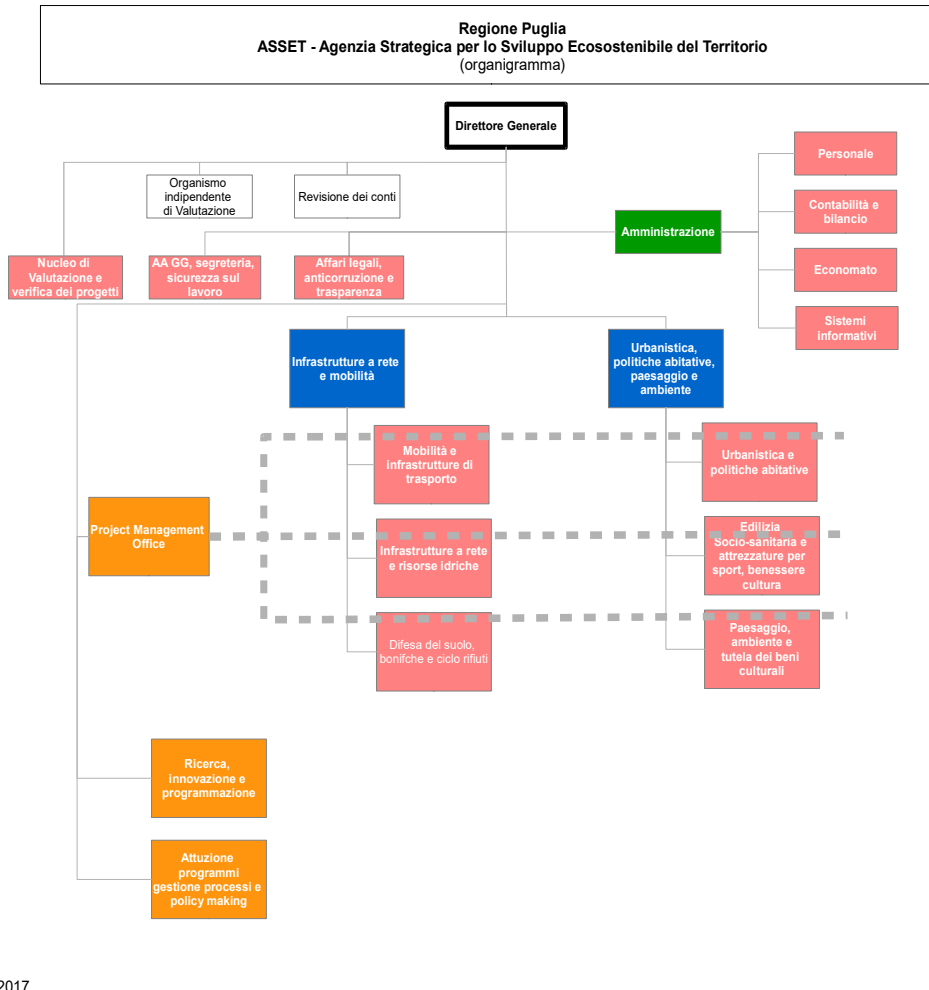 Regione Puglia
ASSET - Agenzia Strategica per lo Sviluppo Ecosostenibile del Territorio
(organigramma)
Direttore Generale
Personale
Organismo
indipendente
di Valutazione
Revisione dei conti
Contabilità e
bilancio
Amministrazione
Nucleo di
Valutazione e
verifica dei progetti
AA GG, segreteria,
sicurezza sul
lavoro
Affari legali,
anticorruzione e
trasparenza
Economato
Sistemi
informativi
Infrastrutture a rete
e mobilità
Urbanistica,
politiche abitative,
paesaggio e
ambiente
Mobilità e
infrastrutture di
trasporto
Urbanistica e
politiche abitative
Project Management
Office
Infrastrutture a rete
e risorse idriche
Edilizia
Socio-sanitaria e
attrezzature per
sport, benessere
cultura
Difesa del suolo,
bonifche e ciclo rifiuti
Paesaggio,
ambiente e
tutela dei beni
culturali
Ricerca,
innovazione e
programmazione
Attuzione
programmi
gestione processi e
policy making
2017